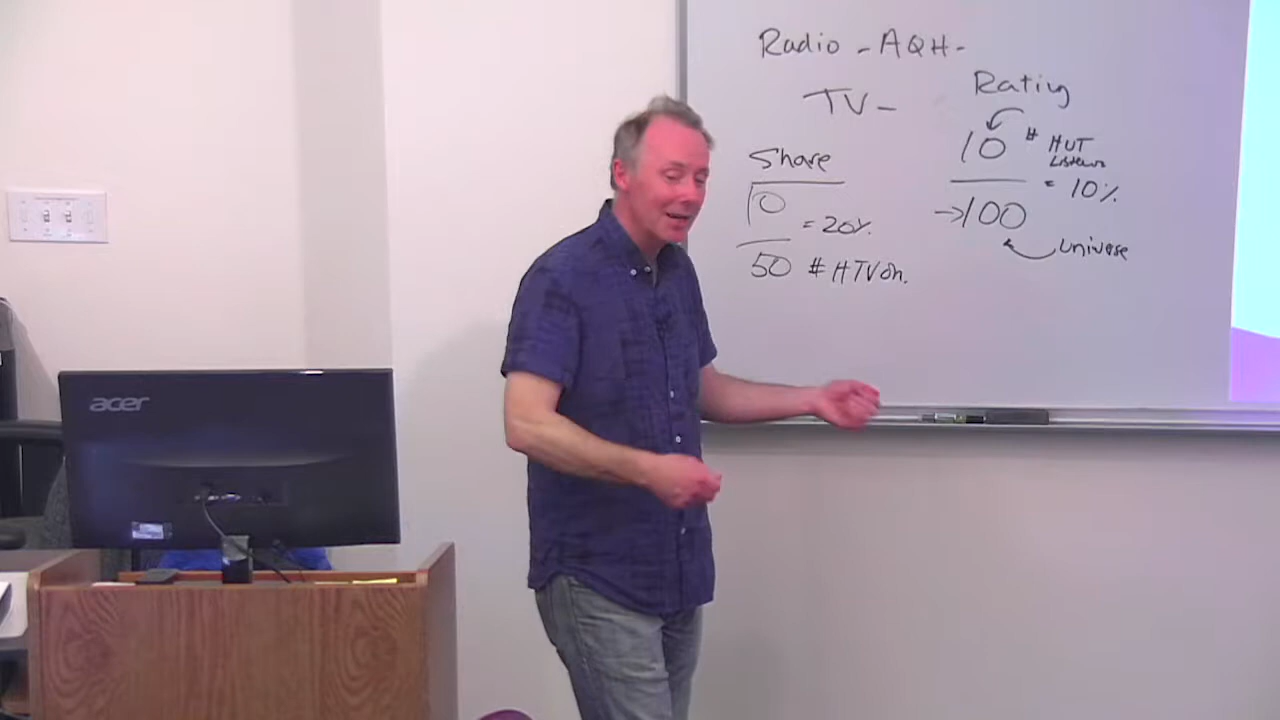 Radio - AQH -
TV -
Rating
10 # HUT
Listeners
= 10%
→100
Universe
Share
10
= 20%.
50 # HTV on.
acer